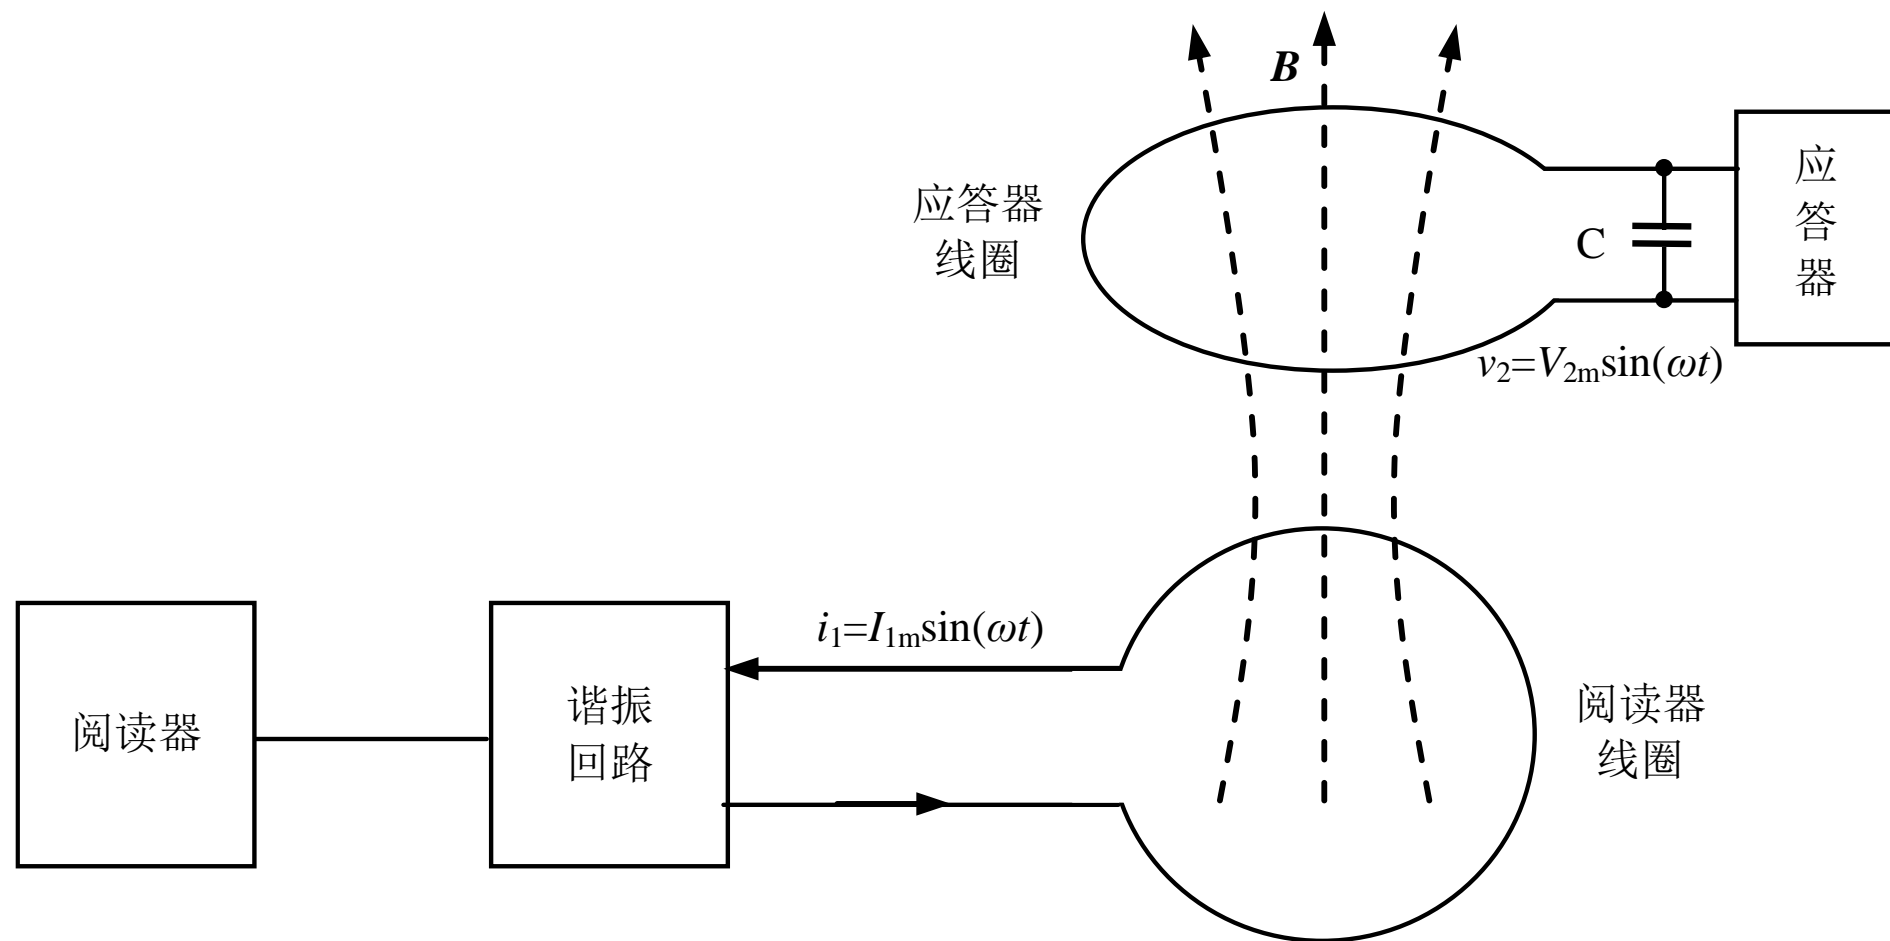 B
应答器
线圈
C
应
答
器
v₂=V₂ₘsin(ωt)
i₁=I₁ₘsin(ωt)
阅读器
谐振
回路
阅读器
线圈